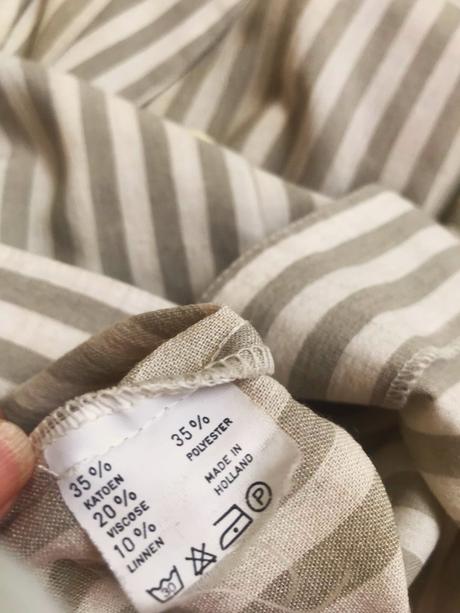 35 %
KATOEN
20 %
VISCOSE
10 %
LINNEN
35 %
POLYESTER
MADE IN
HOLLAND
30
P